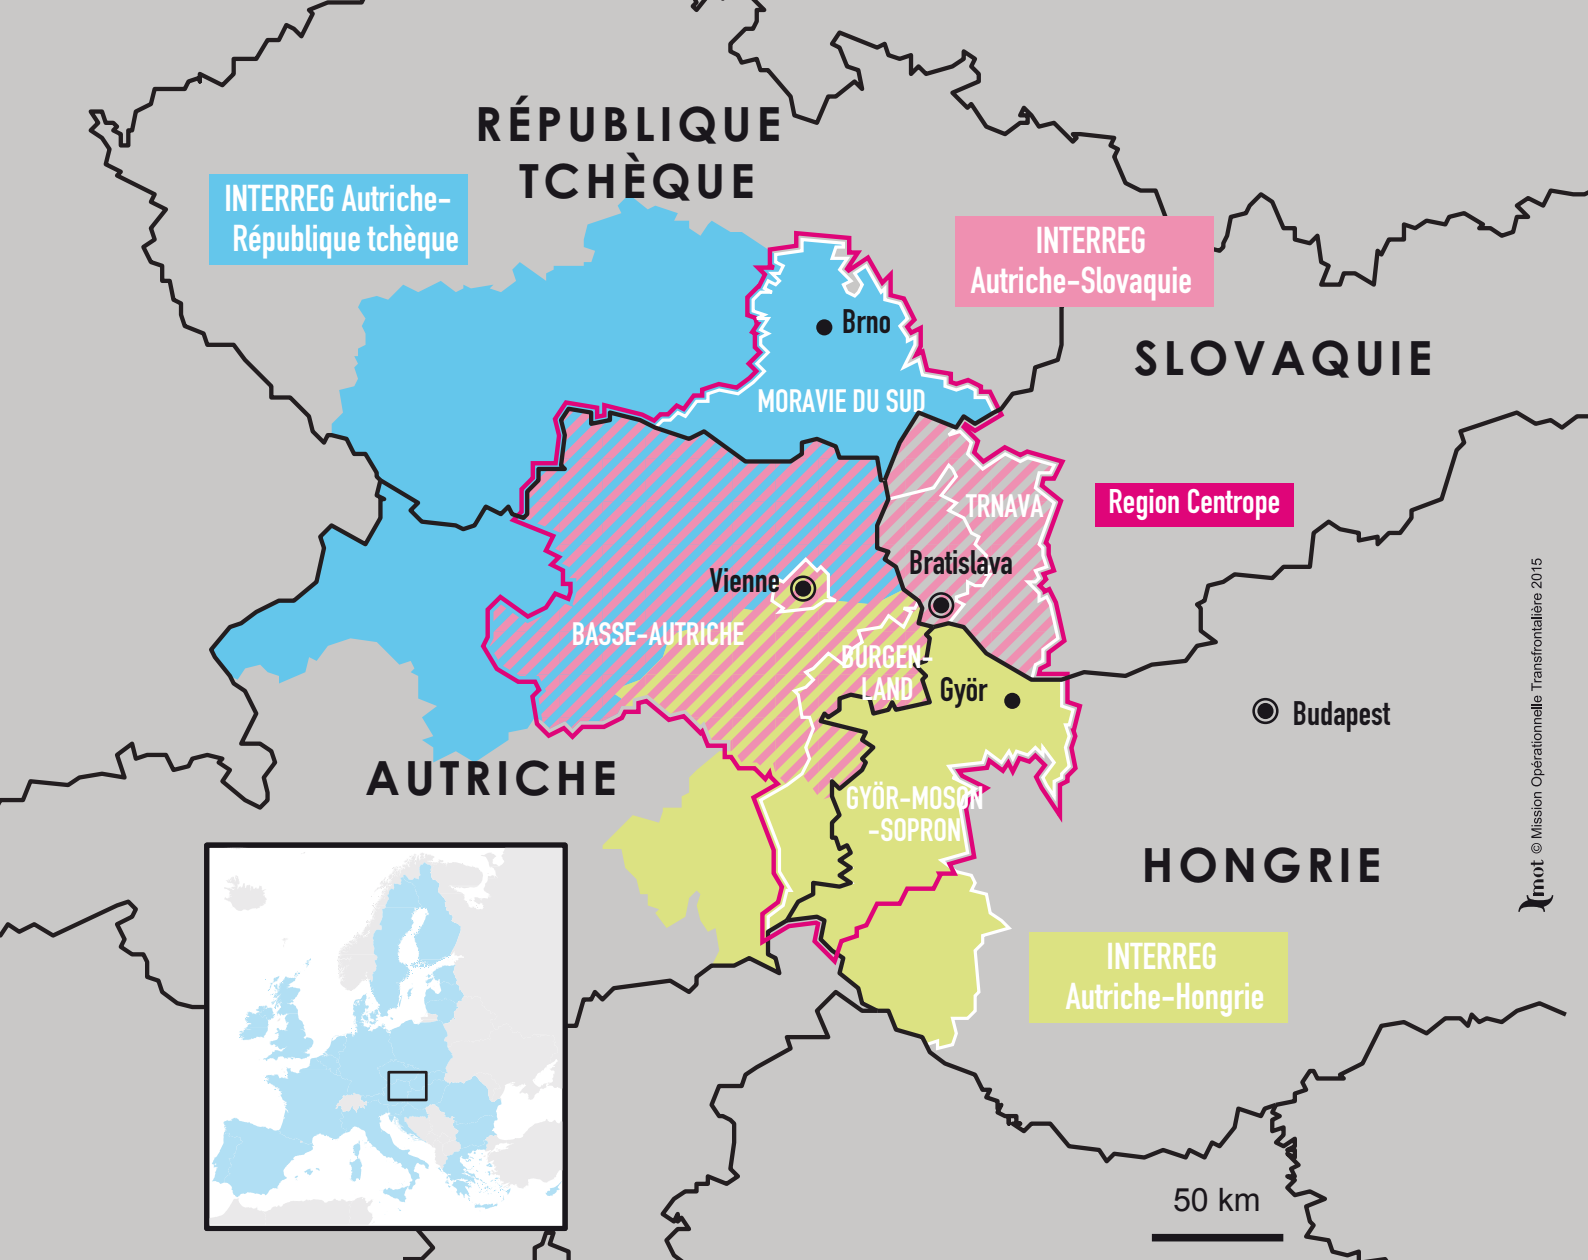 RÉPUBLIQUE
TCHÈQUE
INTERREG Autriche-
République tchèque
INTERREG
Autriche-Slovaquie
Brno
SLOVAQUIE
MORAVIE DU SUD
TRNAVA
Region Centrope
Bratislava
Vienne
BASSE-AUTRICHE
BURGEN-
LAND
Györ
Budapest
AUTRICHE
GYÖR-MOSON
-SOPRON
HONGRIE
INTERREG
Autriche-Hongrie
50 km
mot © Mission Opérationnelle Transfrontalière 2015